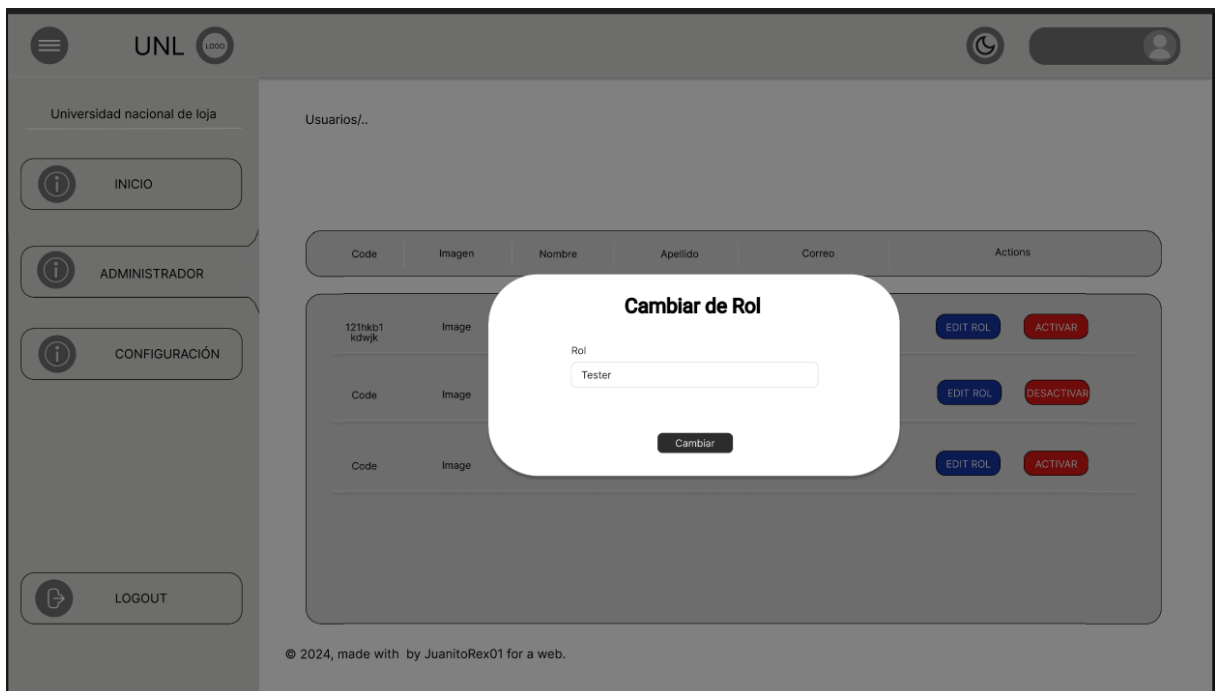 UNL LOGO
Universidad nacional de loja
Usuarios/..
INICIO
ADMINISTRADOR
CONFIGURACIÓN
LOGOUT
Code Imagen Nombre Apellido Correo Actions
121hkb1
kdwjk
Image
EDIT ROL ACTIVAR
Code Image EDIT ROL DESACTIVAR
Code Image EDIT ROL ACTIVAR
Cambiar de Rol
Rol
Tester
Cambiar
© 2024, made with by JuanitoRex01 for a web.